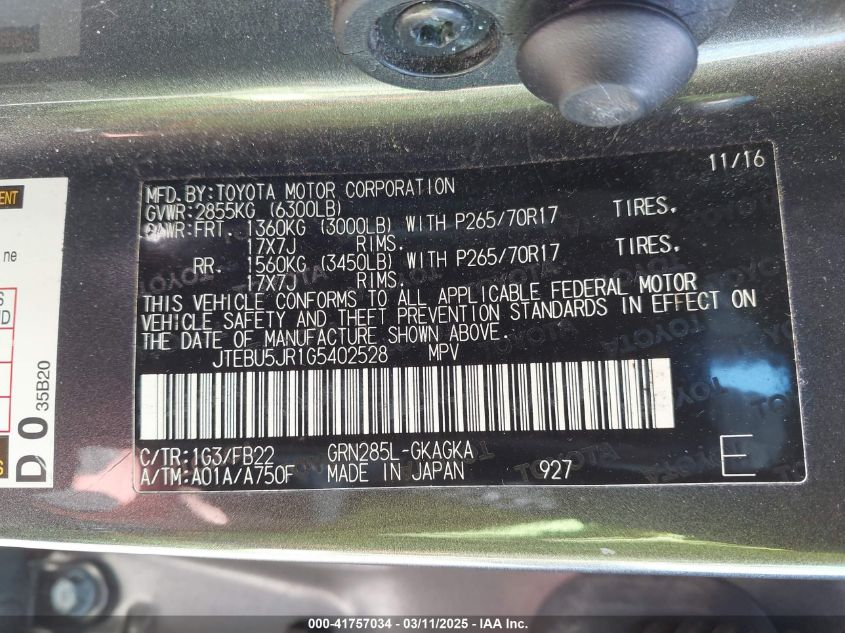 11/16
MFD.BY:TOYOTA MOTOR CORPORATION
GVWR:2855KG (6300LB)
GAWR:FRT. 1360KG (3000LB) WITH P265/70R17 TIRES,
17X7J RIMS.
RR. 1560KG (3450LB) WITH P265/70R17 TIRES,
17X7J RIMS.
THIS VEHICLE CONFORMS TO ALL APPLICABLE FEDERAL MOTOR
VEHICLE SAFETY AND THEFT PREVENTION STANDARDS IN EFFECT ON
THE DATE OF MANUFACTURE SHOWN ABOVE.
JTEBU5JR1G5402528 MPV
C/TR:1G3/FB22 GRN285L-GKAGKA
A/TM:A01A/A750F MADE IN JAPAN 927 E
ne
D 0 35B20
000-41757034 - 03/11/2025 - IAA Inc.